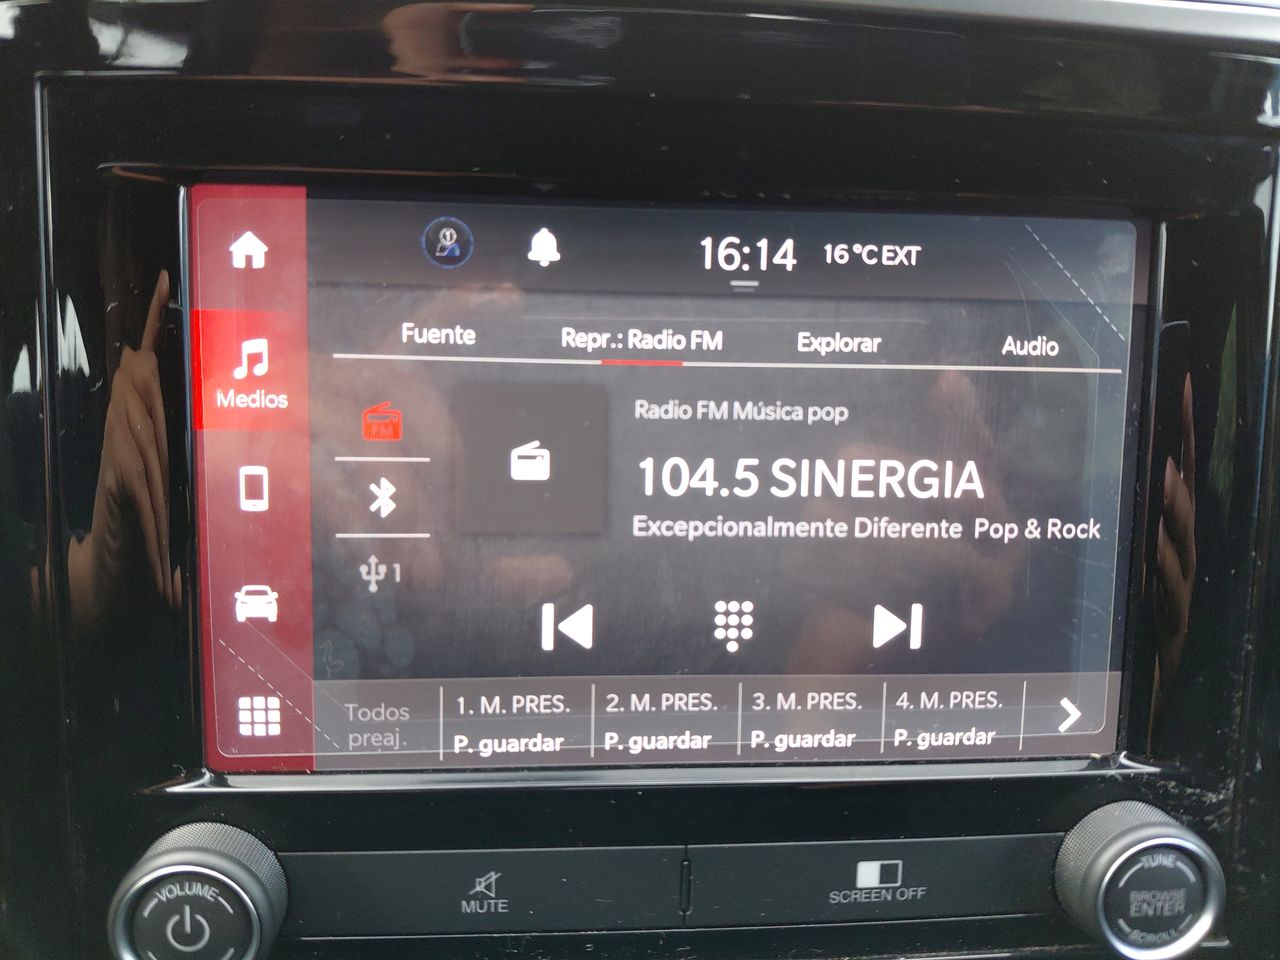 16:14 16°C EXT
Fuente Repr.: Radio FM Explorar Audio
Medios
FM
Radio FM Música pop
104.5 SINERGIA
Excepcionalmente Diferente Pop & Rock
1
Todos preaj.
1. M. PRES. 2. M. PRES. 3. M. PRES. 4. M. PRES.
P. guardar P. guardar P. guardar P. guardar
VOLUME
MUTE
SCREEN OFF
TUNE
BROWSE
ENTER
SCROLL